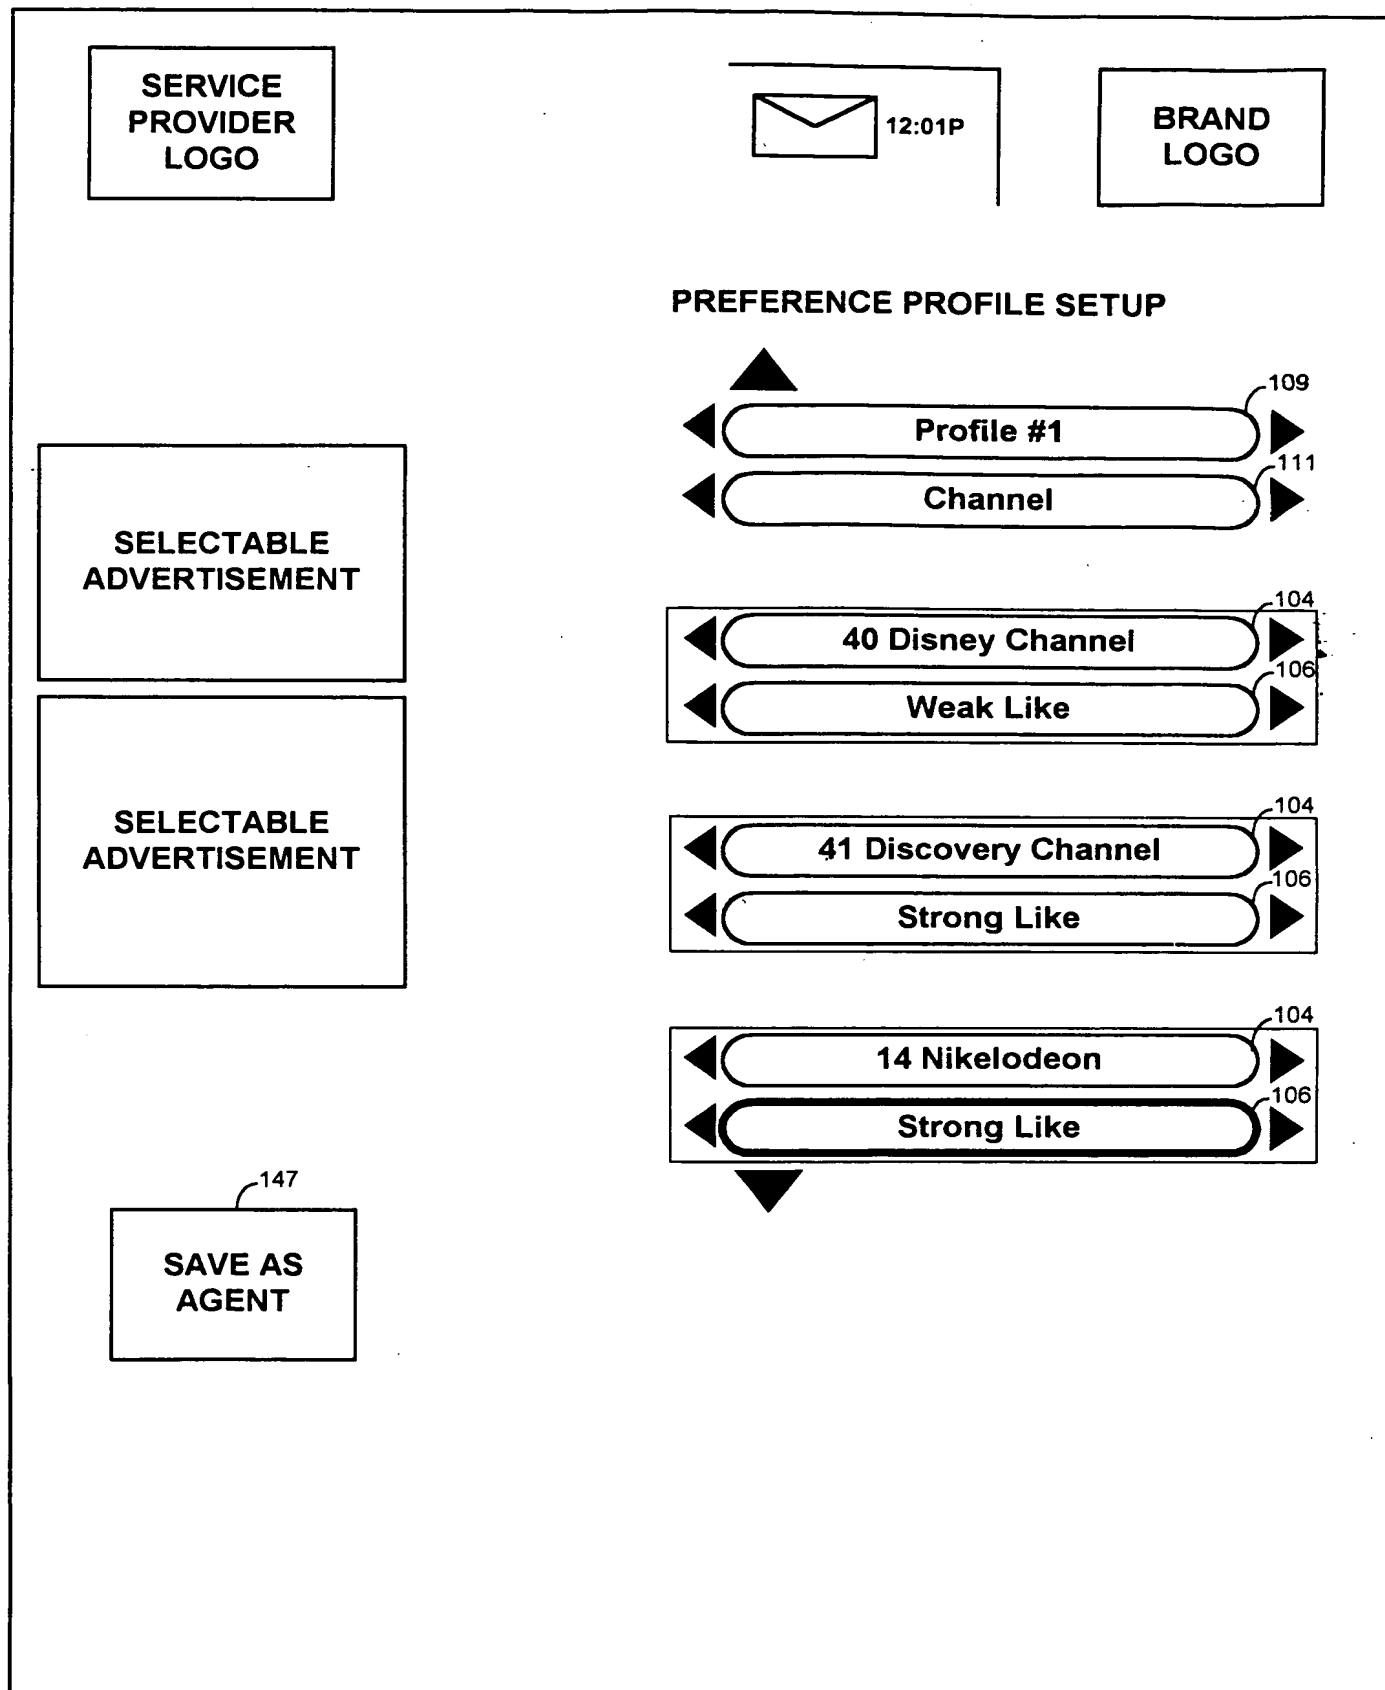 SERVICE
PROVIDER
LOGO
12:01P
BRAND
LOGO
PREFERENCE PROFILE SETUP
109
Profile #1
111
Channel
SELECTABLE
ADVERTISEMENT
104
40 Disney Channel
106
Weak Like
SELECTABLE
ADVERTISEMENT
104
41 Discovery Channel
106
Strong Like
104
14 Nikelodeon
106
Strong Like
147
SAVE AS
AGENT